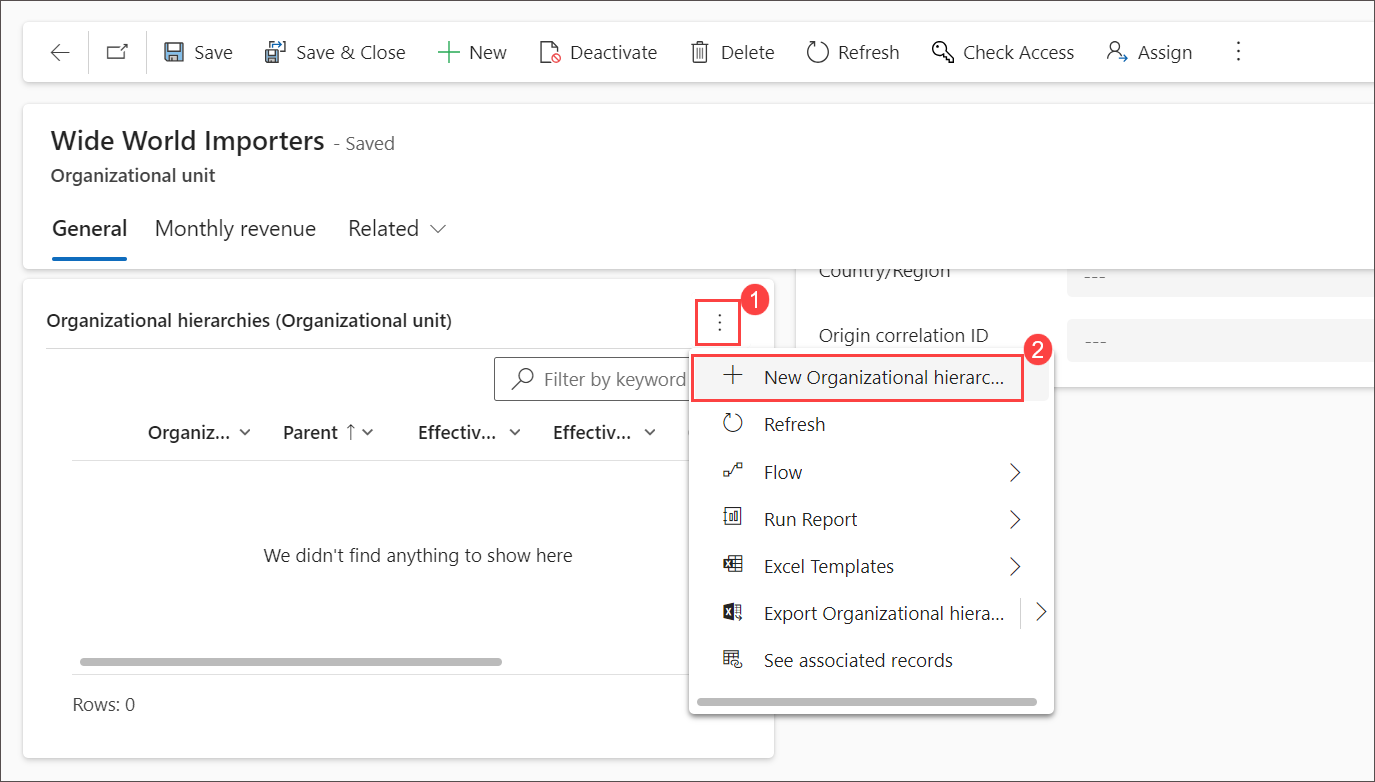 Save Save & Close New Deactivate Delete Refresh Check Access Assign
Wide World Importers - Saved
Organizational unit
General Monthly revenue Related
Country/Region ---
1
Organizational hierarchies (Organizational unit)
Origin correlation ID ---
2
Filter by keyword
New Organizational hierarc...
Organiz... Parent ↑ Effectiv... Effectiv...
Refresh
Flow
Run Report
We didn't find anything to show here
Excel Templates
Export Organizational hiera...
See associated records
Rows: 0